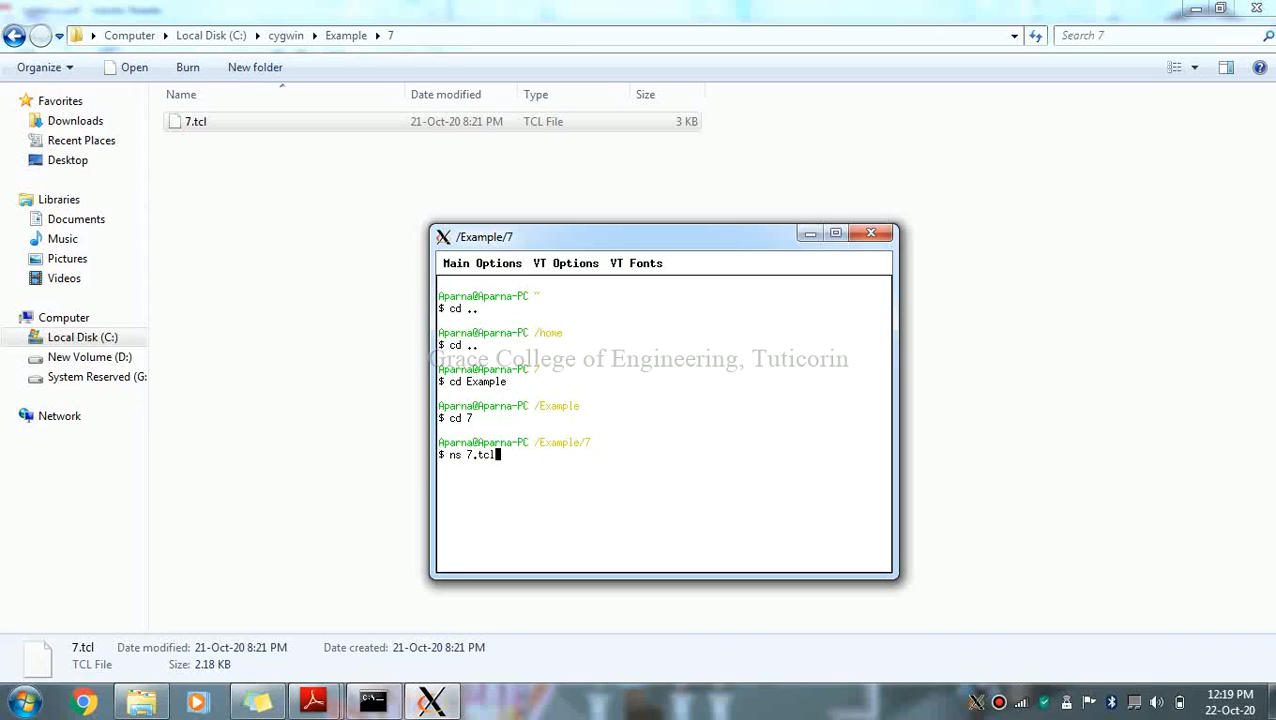 Computer Local Disk (C:) cygwin Example 7
Search 7
Organize Open Burn New folder
Name Date modified Type Size
7.tcl 21-Oct-20 8:21 PM TCL File 3 KB
Favorites
Downloads
Recent Places
Desktop
Libraries
Documents
Music
Pictures
Videos
Computer
Local Disk (C:)
New Volume (D:)
System Reserved (G:
Network
/Example/7
Main Options VT Options VT Fonts
Aparna@Aparna-PC ~
$ cd ..
Aparna@Aparna-PC /home
$ cd ..
Grace College of Engineering, Tuticorin
Aparna@Aparna-PC /
$ cd Example
Aparna@Aparna-PC /Example
$ cd 7
Aparna@Aparna-PC /Example/7
$ ns 7.tcl
7.tcl Date modified: 21-Oct-20 8:21 PM Date created: 21-Oct-20 8:21 PM
TCL File Size: 2.18 KB
12:19 PM
22-Oct-20